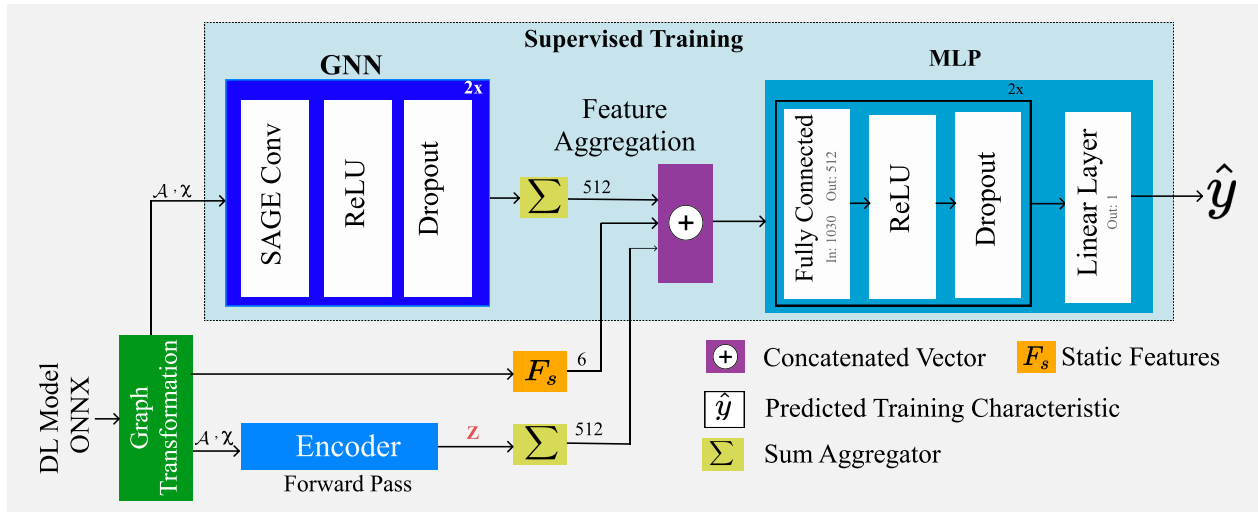 Supervised Training
GNN
2x
SAGE Conv
ReLU
Dropout
Feature
Aggregation
MLP
2x
Fully Connected
In: 1030 Out: 512
ReLU
Dropout
Linear Layer
Out: 1
𝒜 · χ
∑
512
+
ŷ
DL Model
ONNX
Graph
Transformation
Fₛ
6
𝒜 · χ
Encoder
Forward Pass
Z
∑
512
+
Concatenated Vector
Fₛ
Static Features
ŷ
Predicted Training Characteristic
∑
Sum Aggregator